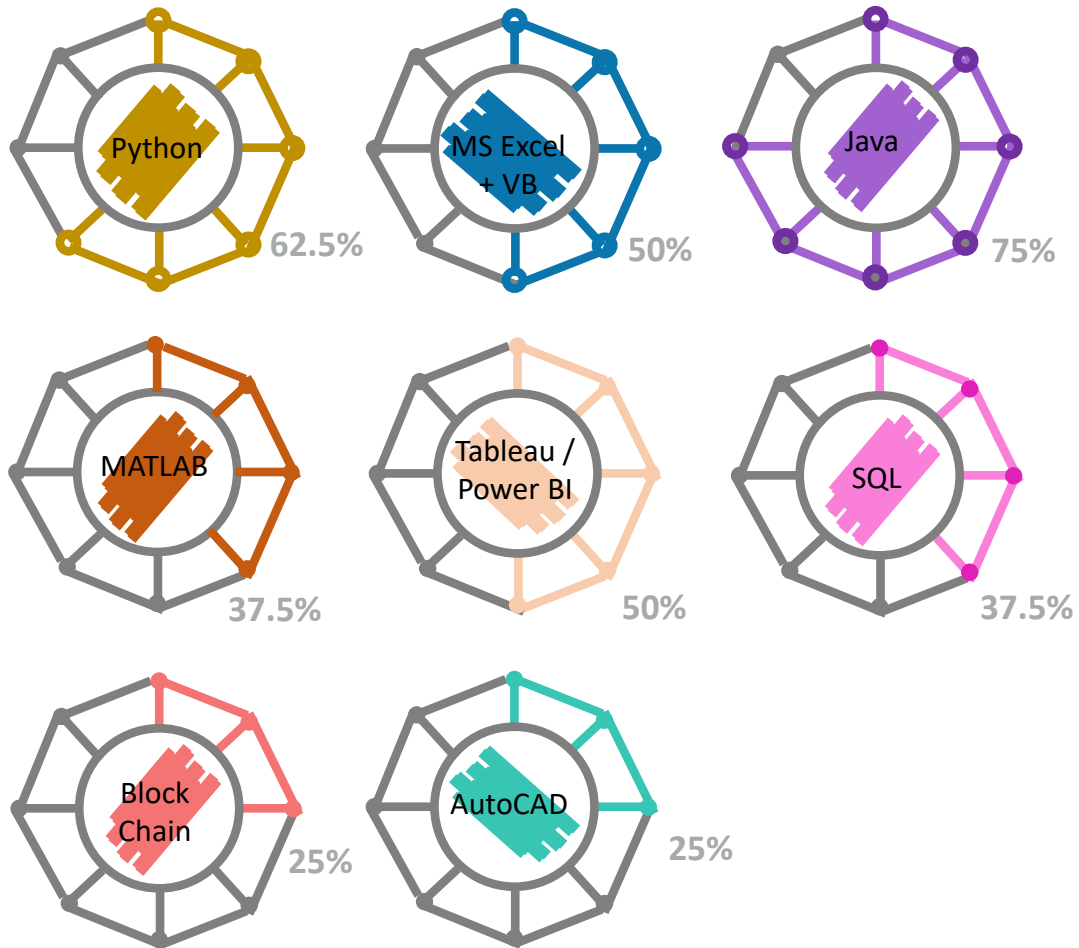 Python
62.5%
MS Excel
+ VB
50%
Java
75%
MATLAB
37.5%
Tableau /
Power BI
50%
SQL
37.5%
Block
Chain
25%
AutoCAD
25%